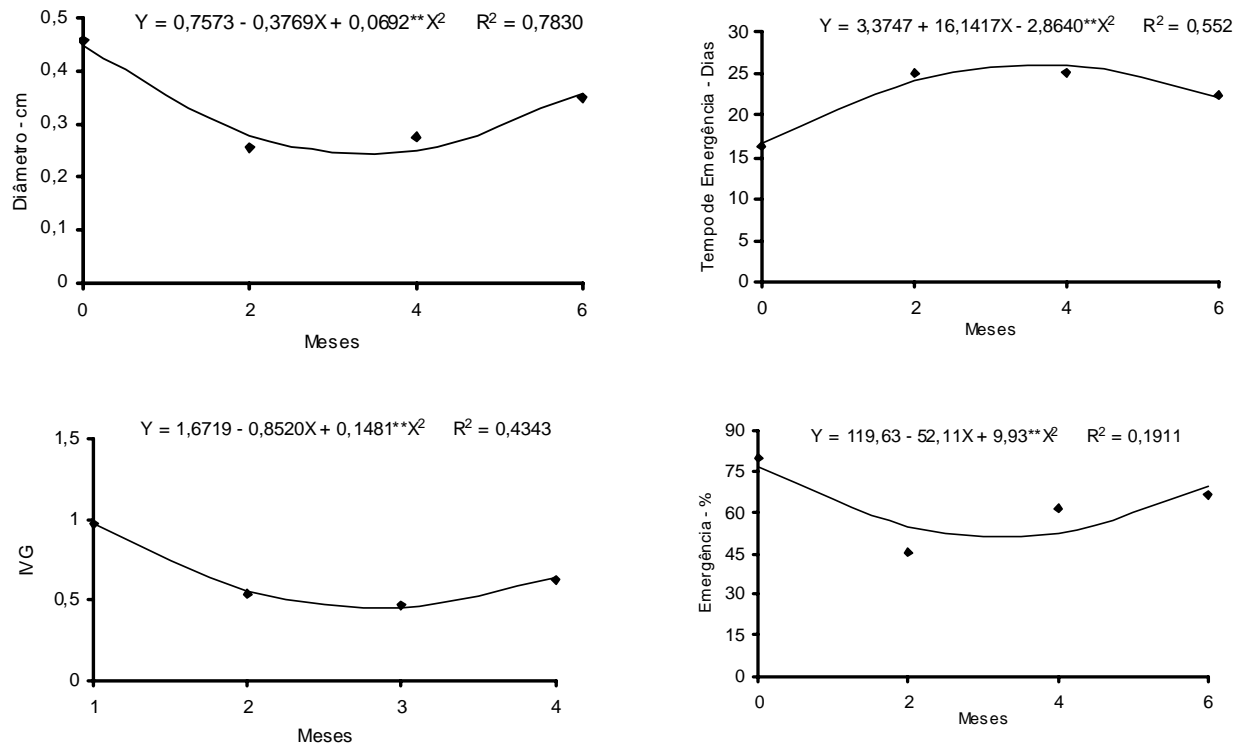 Y = 0,7573 - 0,3769X + 0,0692**X² R² = 0,7830
0,5
0,4
0,3
0,2
0,1
0
Diâmetro - cm
0 2 4 6
Meses
Y = 3,3747 + 16,1417X - 2,8640**X² R² = 0,552
30
25
20
15
10
5
0
Tempo de Emergência - Dias
0 2 4 6
Meses
Y = 1,6719 - 0,8520X + 0,1481**X² R² = 0,4343
1,5
1
0,5
0
IVG
1 2 3 4
Meses
Y = 119,63 - 52,11X + 9,93**X² R² = 0,1911
90
75
60
45
30
15
0
Emergência - %
0 2 4 6
Meses